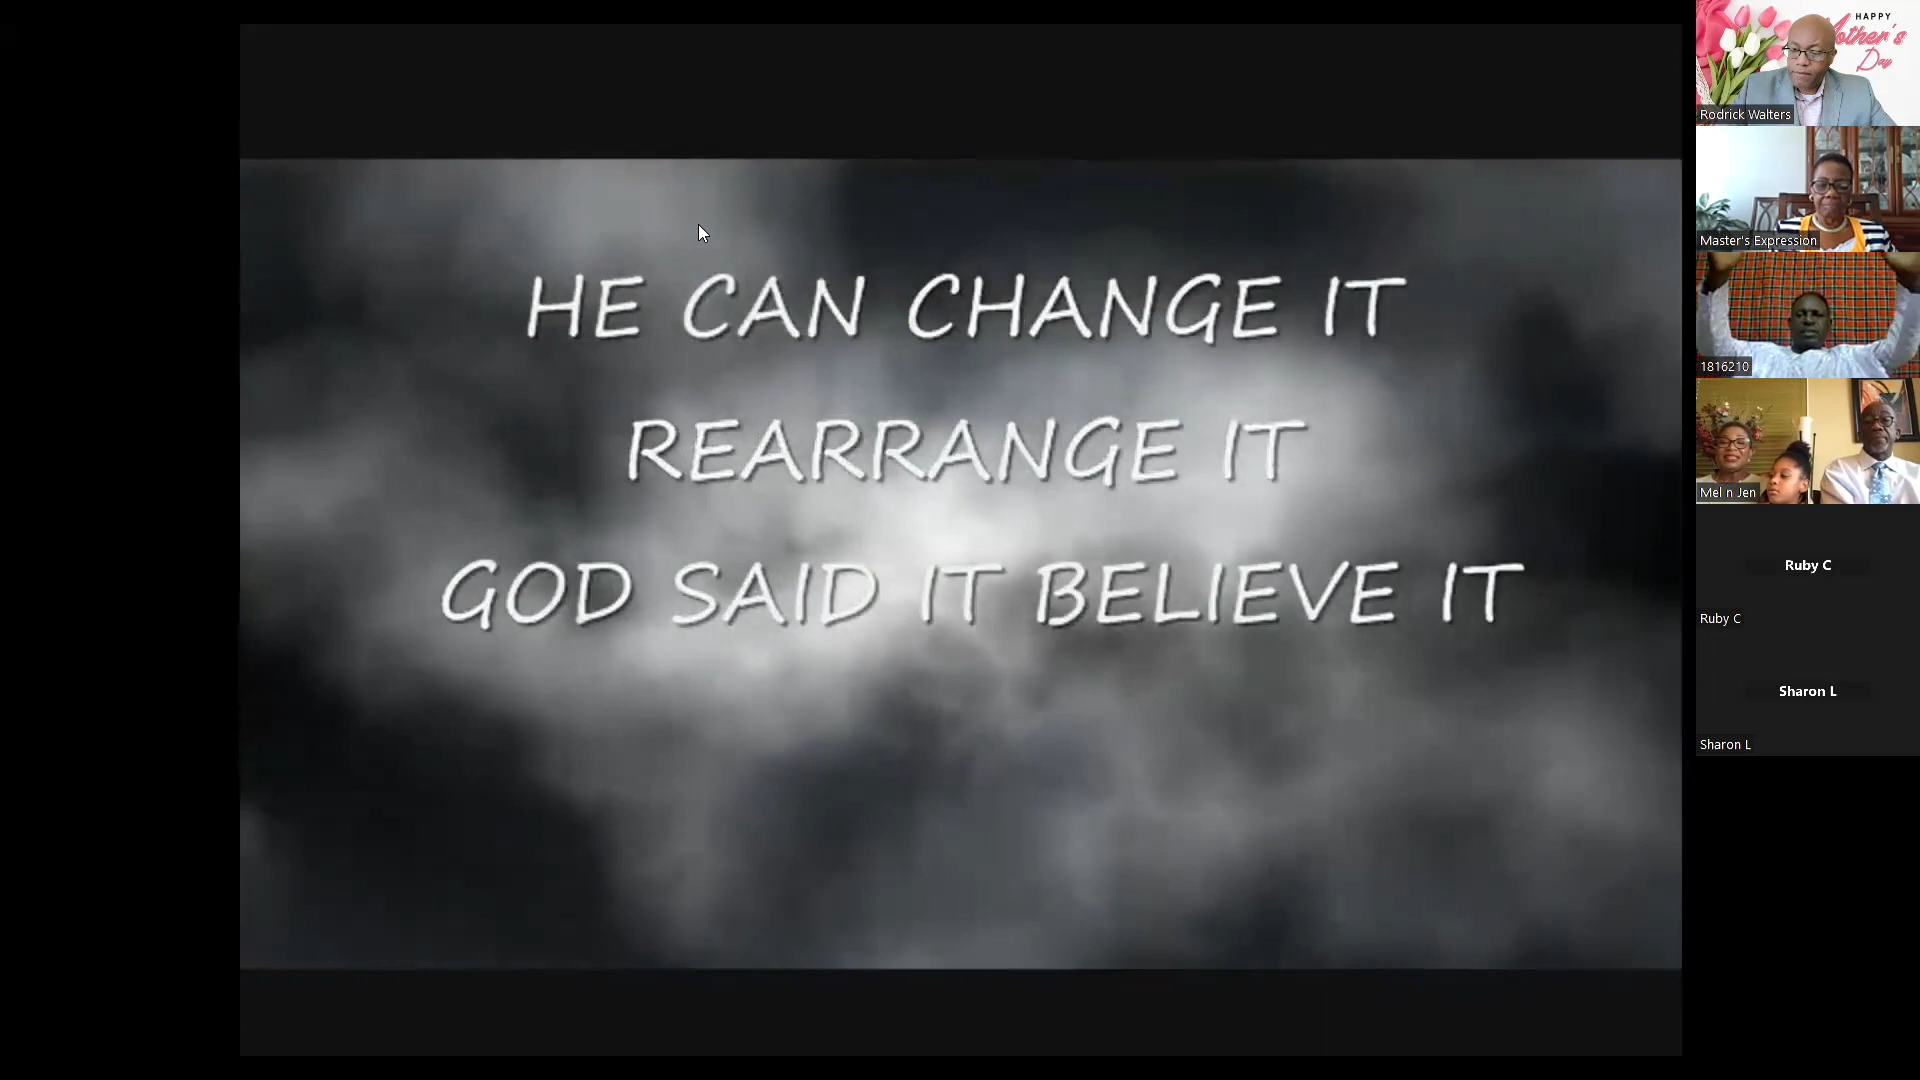 HE CAN CHANGE IT
REARRANGE IT
GOD SAID IT BELIEVE IT
HAPPY
Mother's
Day
Rodrick Walters
Master's Expression
1816210
Mel n Jen
Ruby C
Ruby C
Sharon L
Sharon L